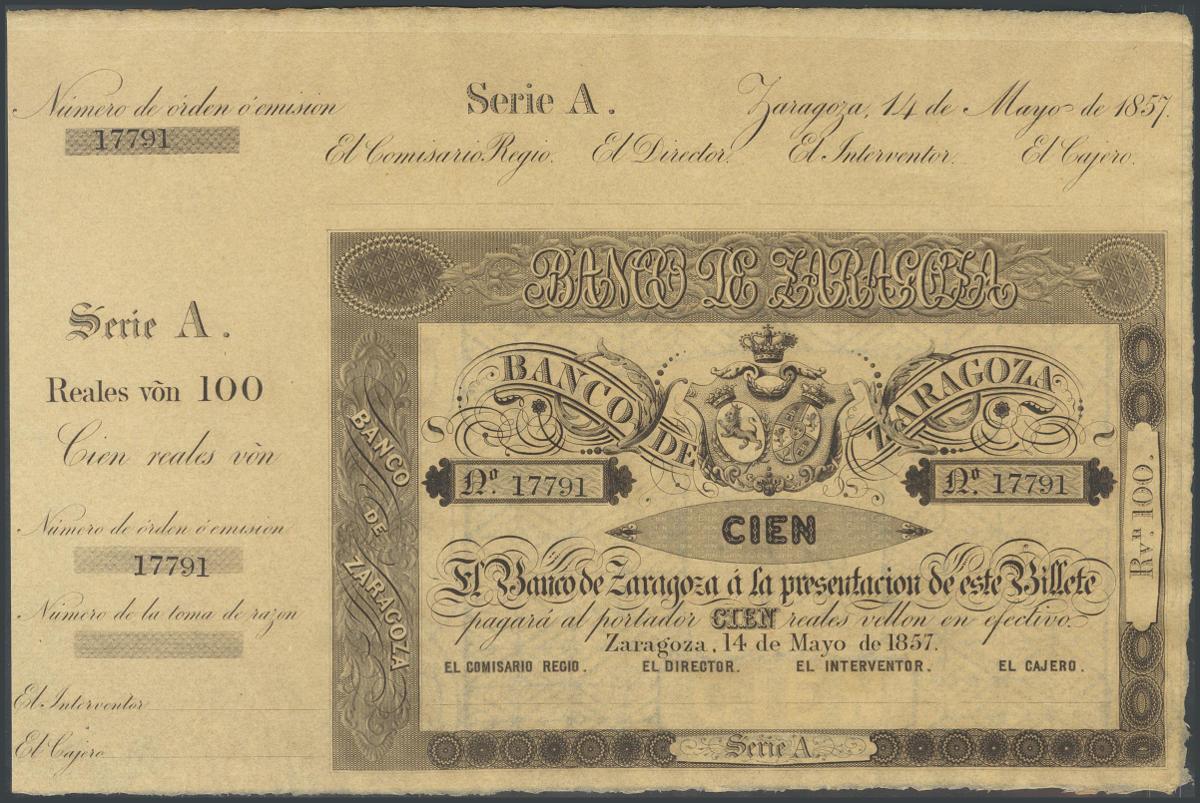 Número de órden ó emision
17791
Serie A.
Zaragoza, 14 de Mayo de 1857.
El Comisario Regio. El Director. El Interventor. El Cajero.
Serie A.
Reales võn 100
Cien reales võn
Número de órden ó emision
17791
Número de la toma de razon
El Interventor
El Cajero
BANCO DE ZARAGOZA
BANCO DE ZARAGOZA
BANCO DE ZARAGOZA
Nº. 17791
Nº. 17791
CIEN
El Banco de Zaragoza á la presentacion de este Billete
pagará al portador CIEN reales vellon en efectivo.
Zaragoza, 14 de Mayo de 1857.
EL COMISARIO REGIO. EL DIRECTOR. EL INTERVENTOR. EL CAJERO.
Rvn 100.
Serie A.